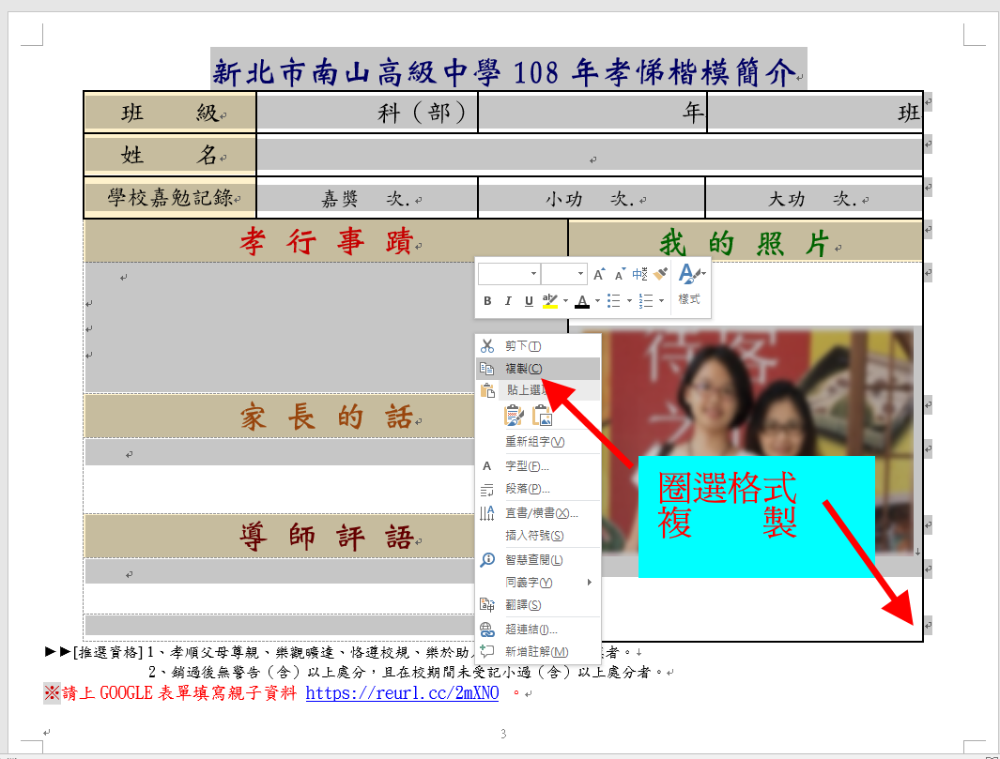 新北市南山高級中學 108 年孝悌楷模簡介
班 級 科（部） 年 班
姓 名
學校嘉勉記錄 嘉獎 次. 小功 次. 大功 次.
孝行事蹟 我的照片
中
B I U ab A 樣式
待客
之
剪下(T)
複製(C)
貼上選
重新組字(V)
A 字型(F)...
段落(P)...
直書/橫書(X)...
插入符號(S)
智慧查閱(L)
同義字(Y)
翻譯(S)
超連結(I)...
新增註解(M)
圈選格式
複 製
家長的話
導師評語
►►[推選資格] 1、孝順父母尊親、樂觀曠達、恪遵校規、樂於助 者。
2、銷過後無警告（含）以上處分，且在校期間未受記小過（含）以上處分者。
※請上 GOOGLE 表單填寫親子資料 https://reurl.cc/2mXNO 。
3